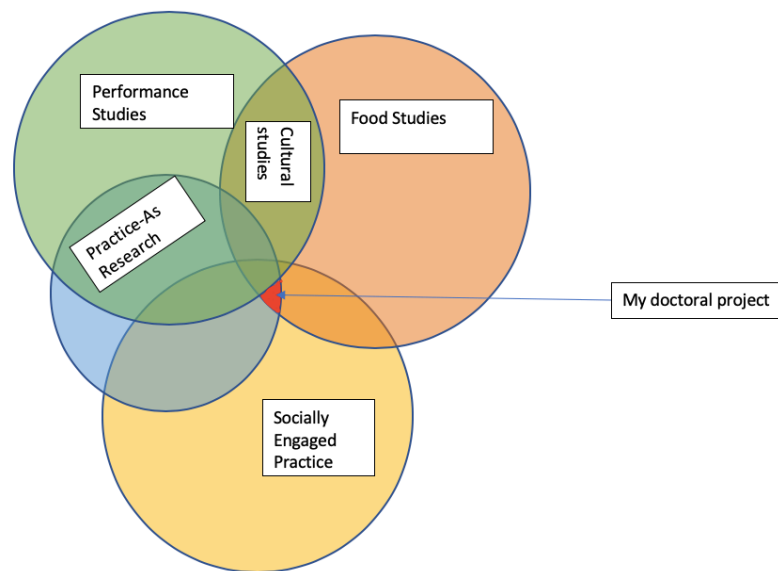 Performance
Studies
Cultural
studies
Food Studies
Practice-As
Research
My doctoral project
Socially
Engaged
Practice